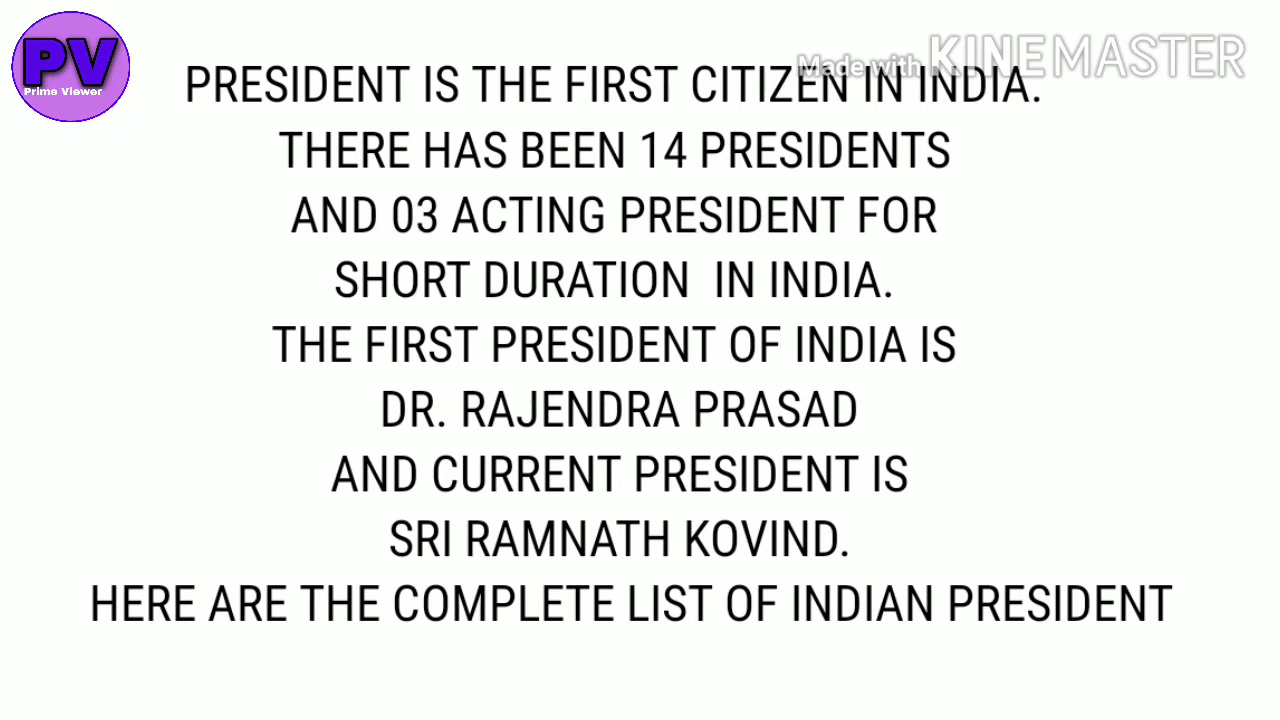 PV
Prime Viewer
Made with KINEMASTER
PRESIDENT IS THE FIRST CITIZEN IN INDIA.
THERE HAS BEEN 14 PRESIDENTS
AND 03 ACTING PRESIDENT FOR
SHORT DURATION  IN INDIA.
THE FIRST PRESIDENT OF INDIA IS
DR. RAJENDRA PRASAD
AND CURRENT PRESIDENT IS
SRI RAMNATH KOVIND.
HERE ARE THE COMPLETE LIST OF INDIAN PRESIDENT